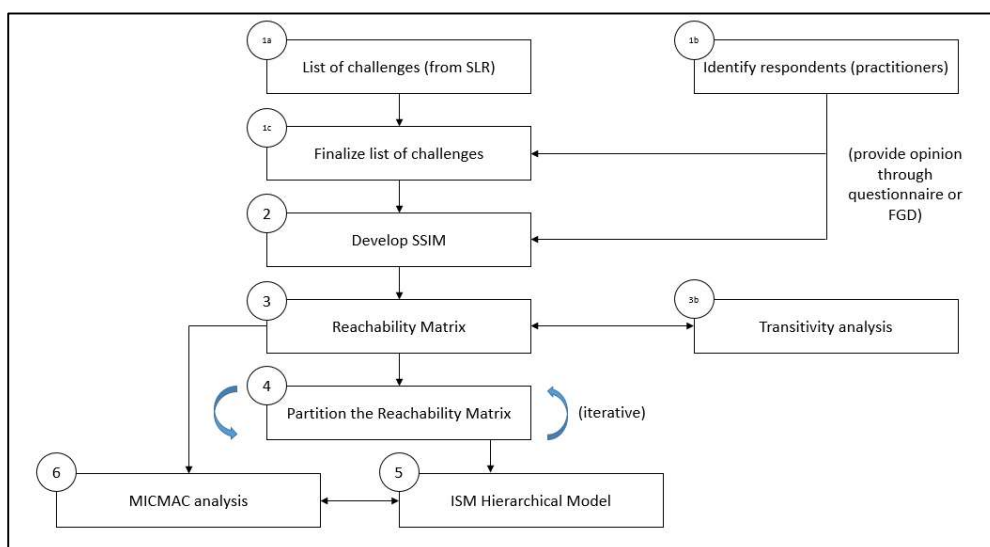 1a
List of challenges (from SLR)
1b
Identify respondents (practitioners)
1c
Finalize list of challenges
(provide opinion
through
questionnaire or
FGD)
2
Develop SSIM
3
Reachability Matrix
3b
Transitivity analysis
4
Partition the Reachability Matrix
(iterative)
6
MICMAC analysis
5
ISM Hierarchical Model